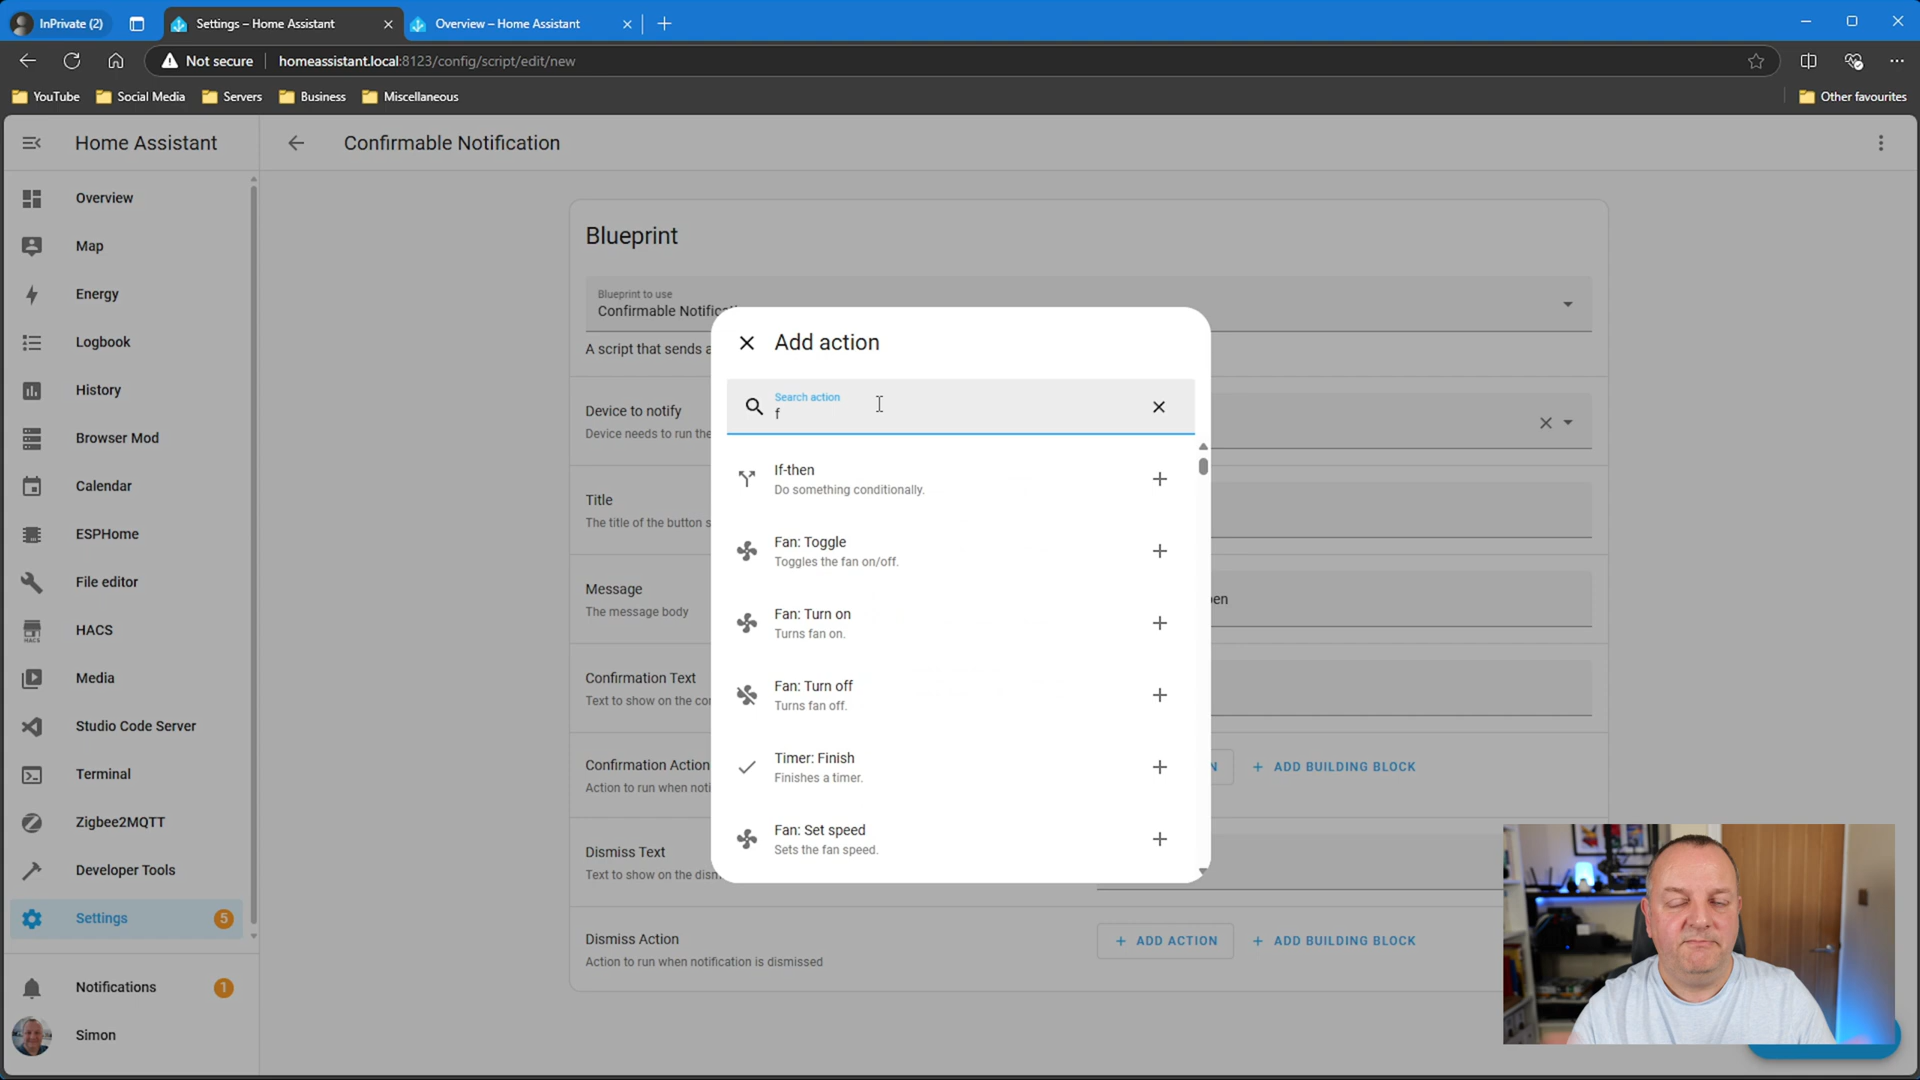 InPrivate (2)
Settings – Home Assistant
Overview – Home Assistant
Not secure
homeassistant.local:8123/config/script/edit/new
YouTube
Social Media
Servers
Business
Miscellaneous
Other favourites
Home Assistant
Confirmable Notification
Overview
Map
Energy
Logbook
History
Browser Mod
Calendar
ESPHome
File editor
HACS
Media
Studio Code Server
Terminal
Zigbee2MQTT
Developer Tools
Settings
5
Notifications
1
Simon
Blueprint
Blueprint to use
Confirmable Notific
A script that sends a
Device to notify
Device needs to run the
Title
The title of the button s
Message
The message body
pen
Confirmation Text
Text to show on the con
Confirmation Action
Action to run when noti
N
ADD BUILDING BLOCK
Dismiss Text
Text to show on the dism
Dismiss Action
Action to run when notification is dismissed
ADD ACTION
ADD BUILDING BLOCK
Add action
Search action
f
If-then
Do something conditionally.
Fan: Toggle
Toggles the fan on/off.
Fan: Turn on
Turns fan on.
Fan: Turn off
Turns fan off.
Timer: Finish
Finishes a timer.
Fan: Set speed
Sets the fan speed.